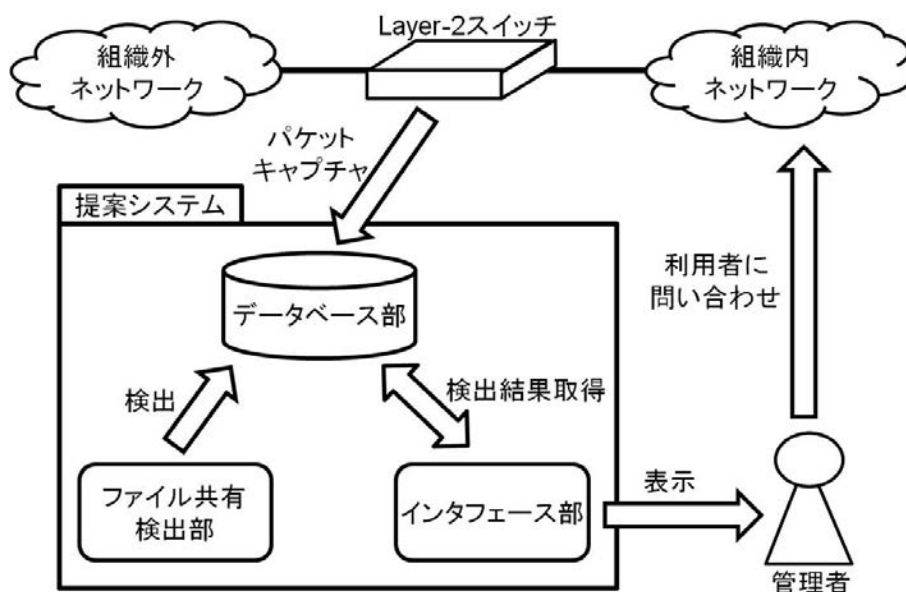 Layer-2スイッチ
組織外
ネットワーク
組織内
ネットワーク
パケット
キャプチャ
提案システム
データベース部
利用者に
問い合わせ
検出
検出結果取得
ファイル共有
検出部
インタフェース部
表示
管理者